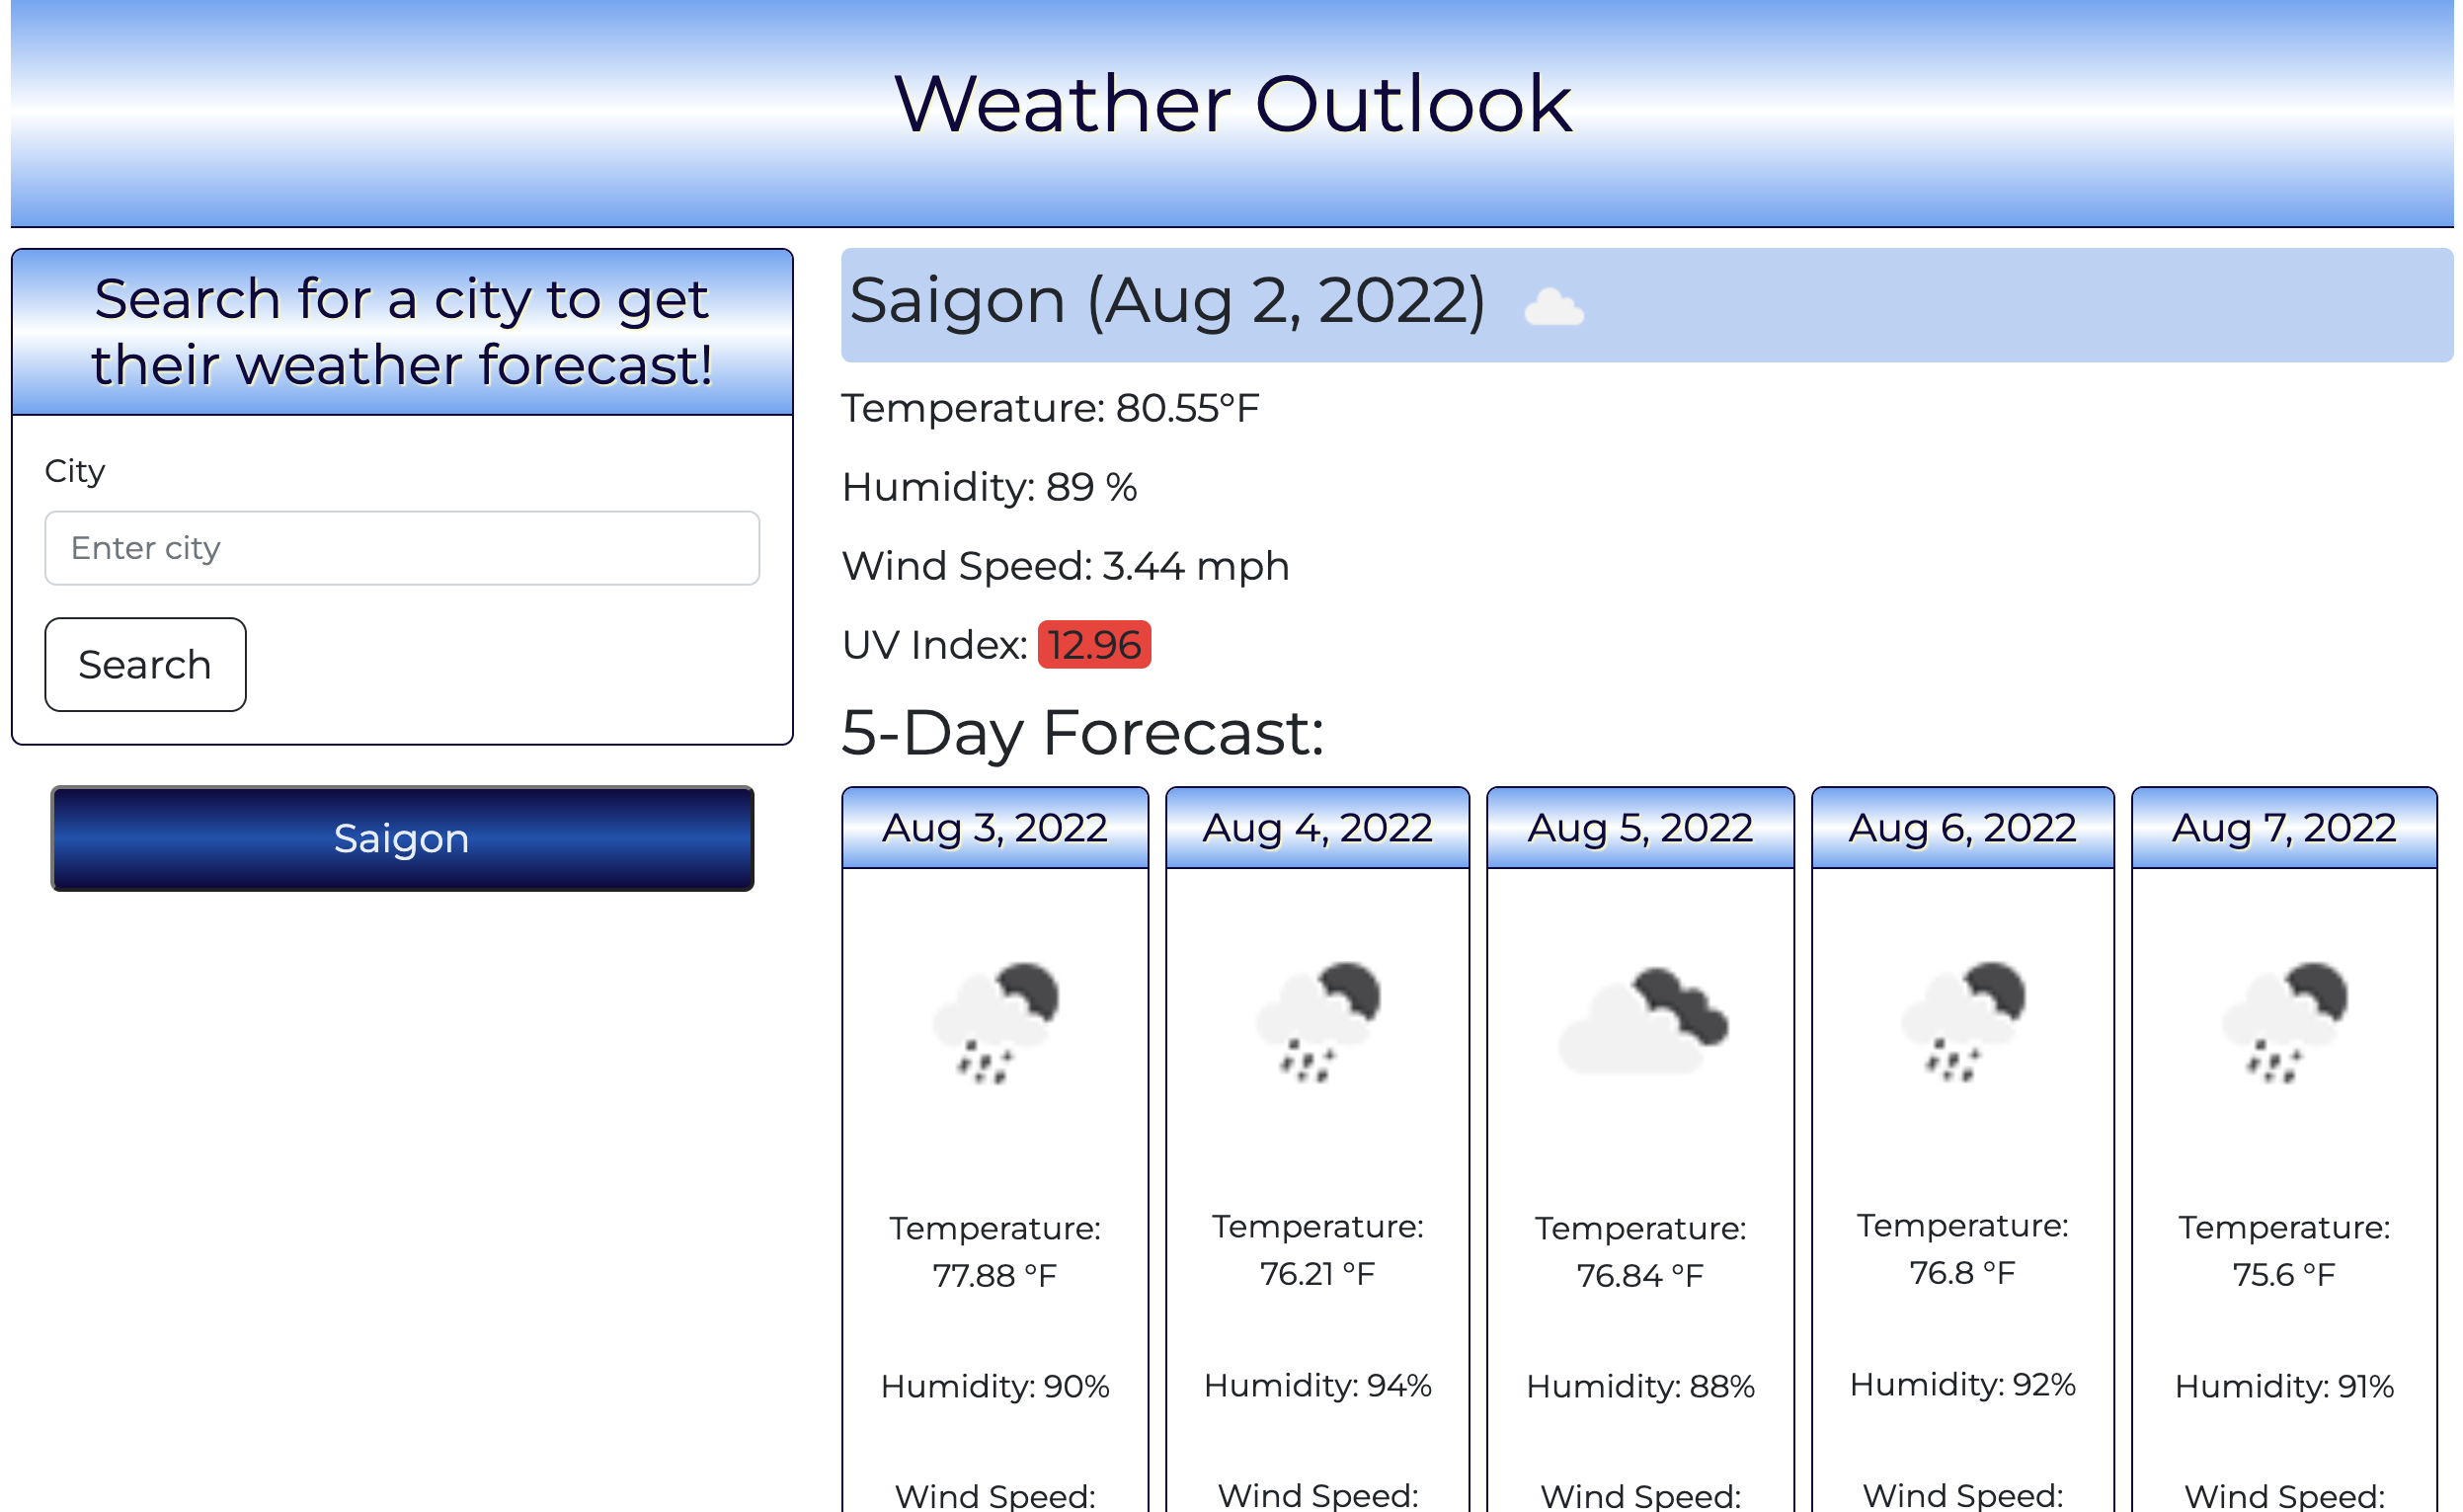 Weather Outlook
Search for a city to get
their weather forecast!
City
Enter city
Search
Saigon
Saigon (Aug 2, 2022)
Temperature: 80.55°F
Humidity: 89 %
Wind Speed: 3.44 mph
UV Index: 12.96
5-Day Forecast:
Aug 3, 2022
Temperature:
77.88 °F
Humidity: 90%
Wind Speed:
Aug 4, 2022
Temperature:
76.21 °F
Humidity: 94%
Wind Speed:
Aug 5, 2022
Temperature:
76.84 °F
Humidity: 88%
Wind Speed:
Aug 6, 2022
Temperature:
76.8 °F
Humidity: 92%
Wind Speed:
Aug 7, 2022
Temperature:
75.6 °F
Humidity: 91%
Wind Speed: